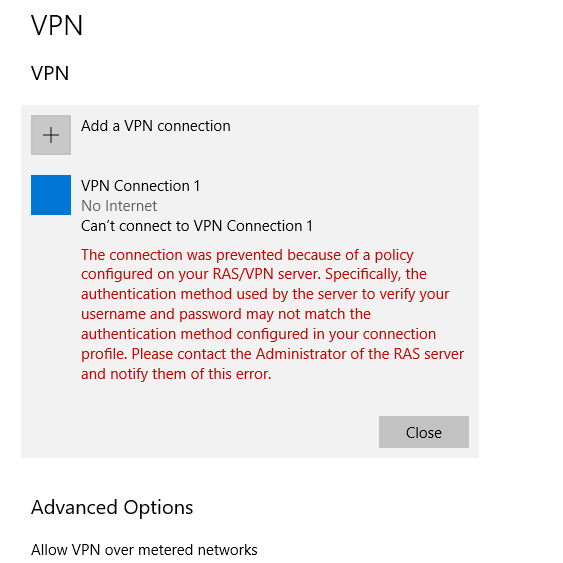 VPN
VPN
Add a VPN connection
VPN Connection 1
No Internet
Can’t connect to VPN Connection 1
The connection was prevented because of a policy
configured on your RAS/VPN server. Specifically, the
authentication method used by the server to verify your
username and password may not match the
authentication method configured in your connection
profile. Please contact the Administrator of the RAS server
and notify them of this error.
Close
Advanced Options
Allow VPN over metered networks